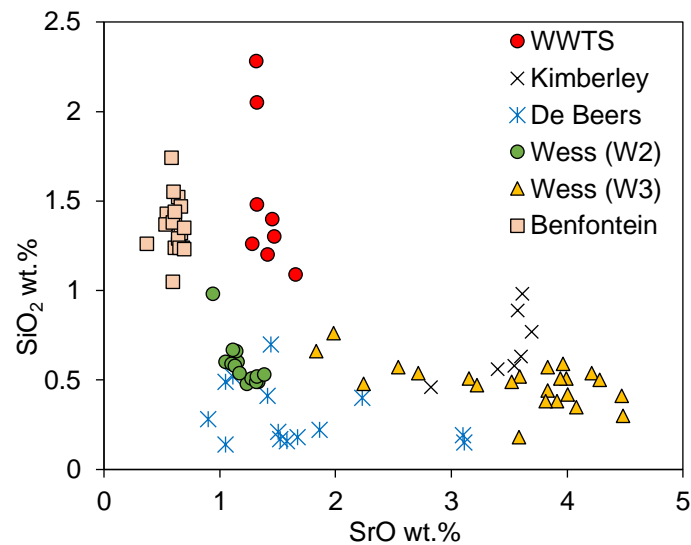 2.5
2
1.5
1
0.5
0
0
1
2
3
4
5
SiO₂ wt.%
SrO wt.%
WWTS
Kimberley
De Beers
Wess (W2)
Wess (W3)
Benfontein